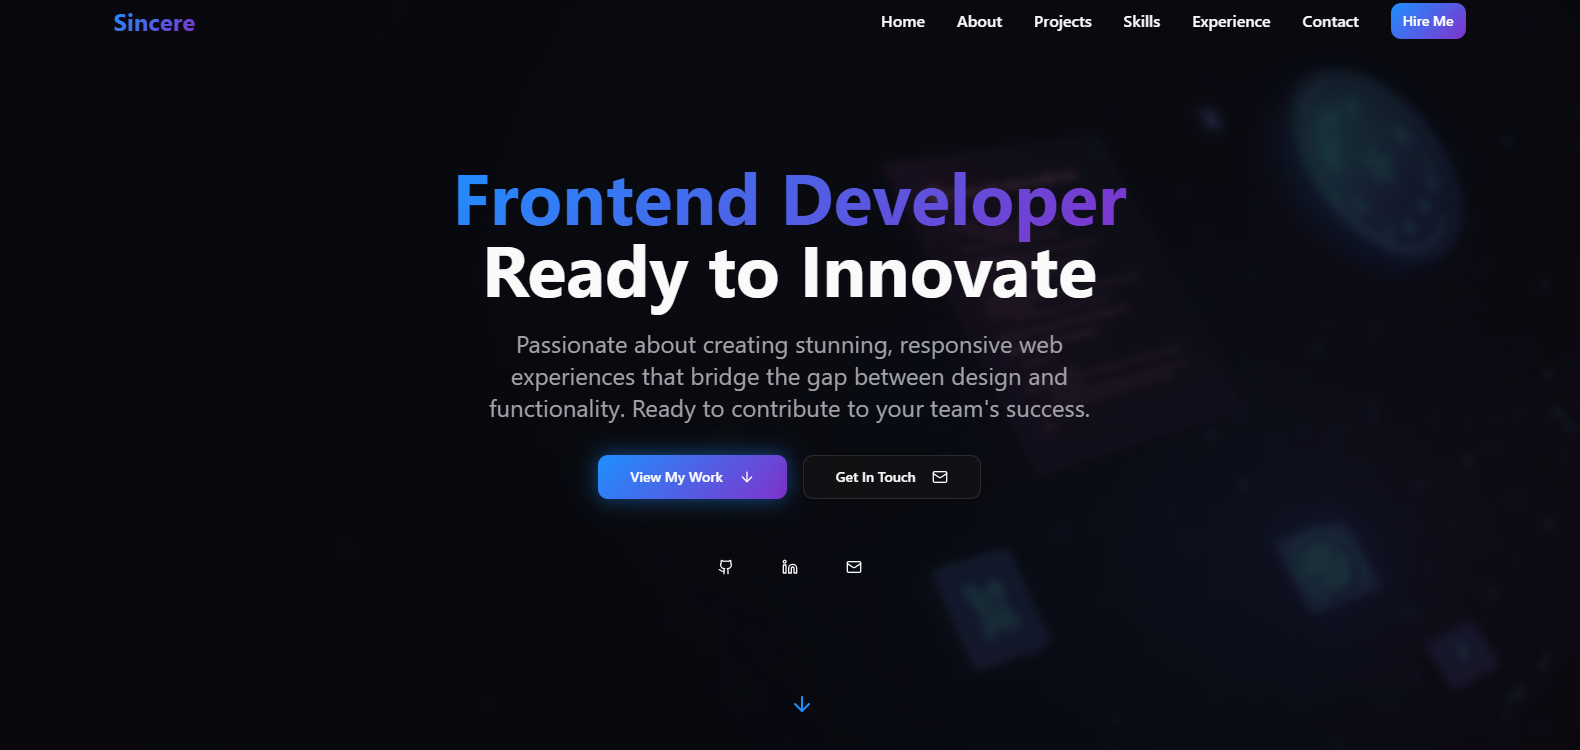 Sincere
Home About Projects Skills Experience Contact Hire Me
Frontend Developer
Ready to Innovate
Passionate about creating stunning, responsive web
experiences that bridge the gap between design and
functionality. Ready to contribute to your team's success.
View My Work
Get In Touch